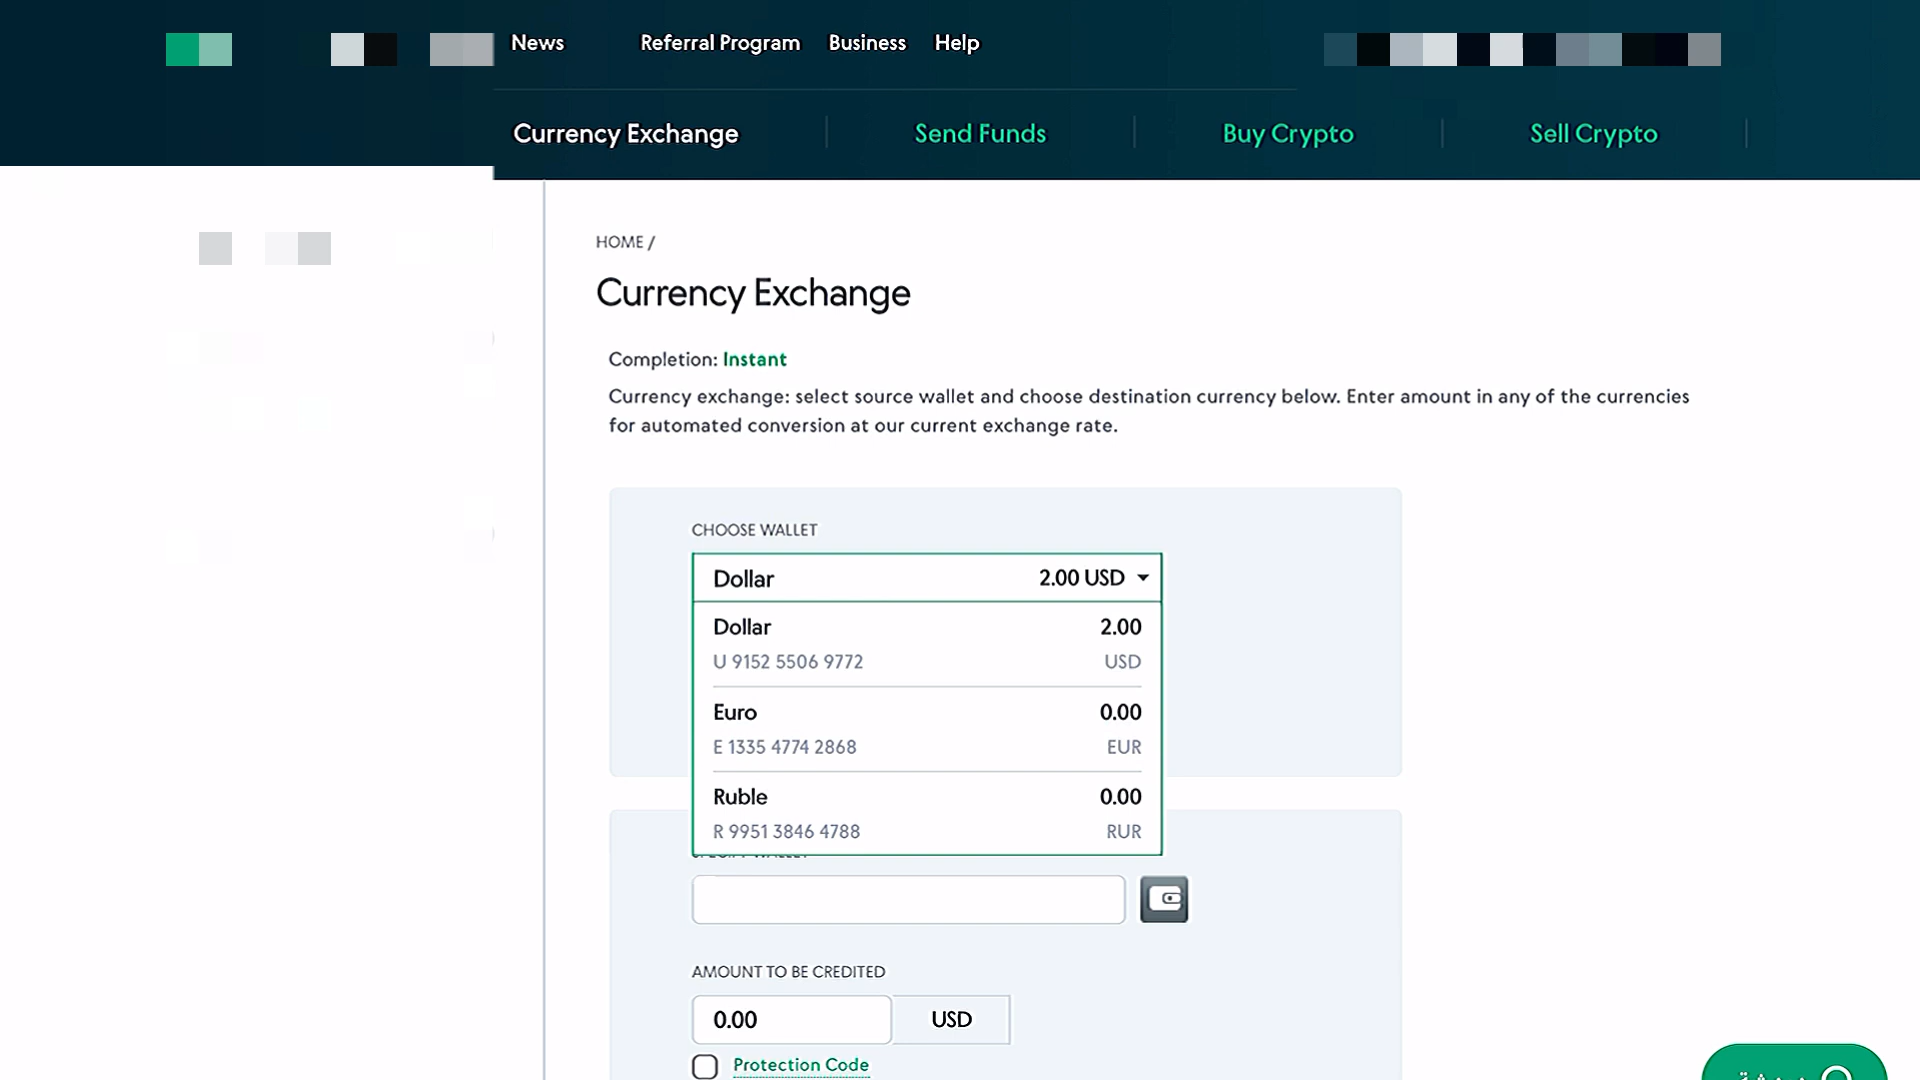 News Referral Program Business Help
Currency Exchange Send Funds Buy Crypto Sell Crypto
HOME /
Currency Exchange
Completion: Instant
Currency exchange: select source wallet and choose destination currency below. Enter amount in any of the currencies
for automated conversion at our current exchange rate.
CHOOSE WALLET
Dollar 2.00 USD
Dollar 2.00
U 9152 5506 9772 USD
Euro 0.00
E 1335 4774 2868 EUR
Ruble 0.00
R 9951 3846 4788 RUR
AMOUNT TO BE CREDITED
0.00 USD
Protection Code